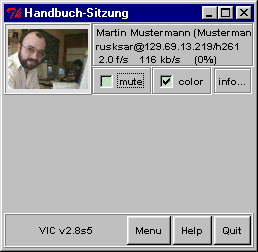 Handbuch-Sitzung
Martin Mustermann (Musterman
rusksar@129.69.13.219/h261
2.0 f/s 116 kb/s (0%)
mute color info...
VIC v2.8s5 Menu Help Quit